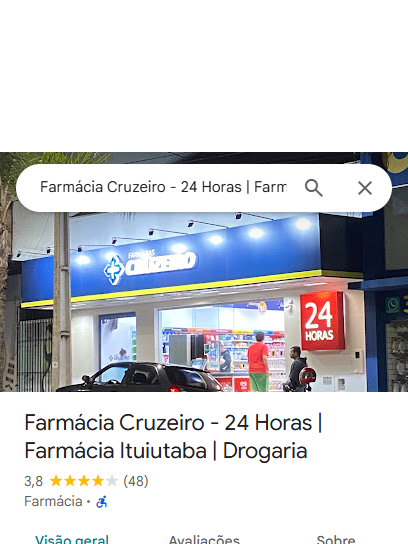 Farmácia Cruzeiro - 24 Horas | Farm
FARMÁCIAS
CRUZEIRO
24
HORAS
Farmácia Cruzeiro - 24 Horas |
Farmácia Ituiutaba | Drogaria
3,8 (48)
Farmácia ·
Visão geral Avaliações Sobre